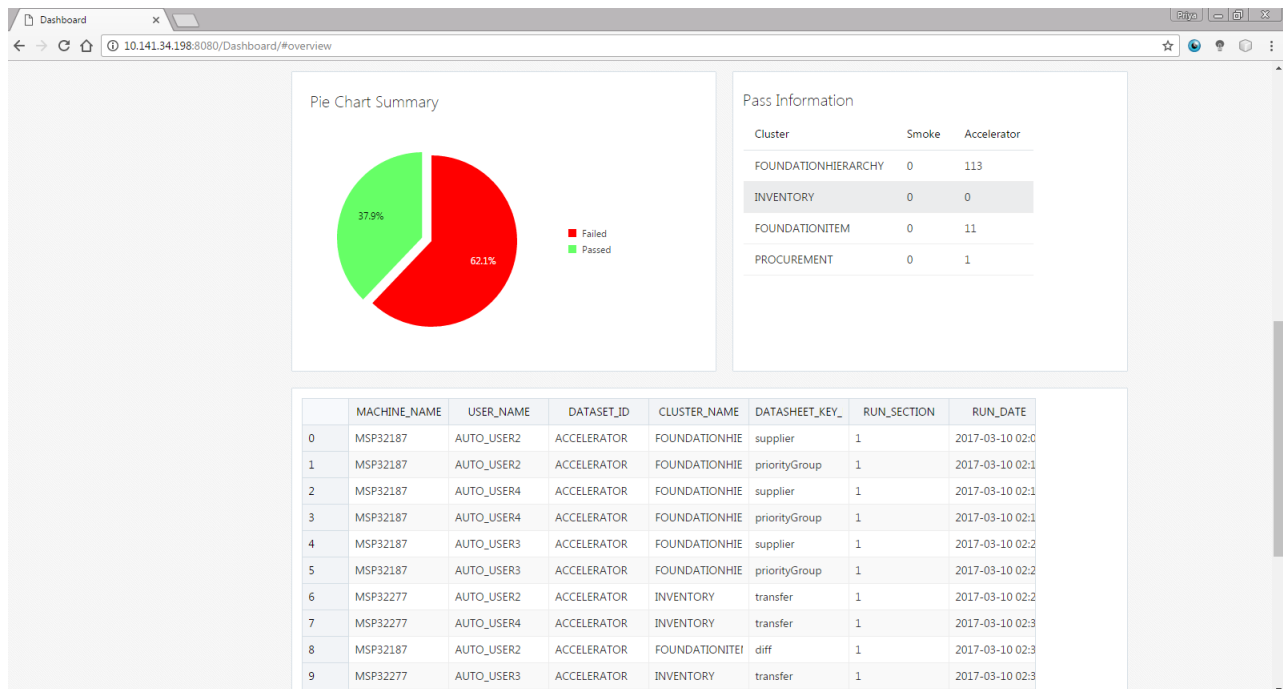 Dashboard
Priya
10.141.34.198:8080/Dashboard/#overview
Pie Chart Summary
37.9%
62.1%
Failed
Passed
Pass Information
Cluster Smoke Accelerator
FOUNDATIONHIERARCHY 0 113
INVENTORY 0 0
FOUNDATIONITEM 0 11
PROCUREMENT 0 1
MACHINE_NAME USER_NAME DATASET_ID CLUSTER_NAME DATASHEET_KEY_ RUN_SECTION RUN_DATE
0 MSP32187 AUTO_USER2 ACCELERATOR FOUNDATIONHIE supplier 1 2017-03-10 02:0
1 MSP32187 AUTO_USER2 ACCELERATOR FOUNDATIONHIE priorityGroup 1 2017-03-10 02:1
2 MSP32187 AUTO_USER4 ACCELERATOR FOUNDATIONHIE supplier 1 2017-03-10 02:1
3 MSP32187 AUTO_USER4 ACCELERATOR FOUNDATIONHIE priorityGroup 1 2017-03-10 02:1
4 MSP32187 AUTO_USER3 ACCELERATOR FOUNDATIONHIE supplier 1 2017-03-10 02:2
5 MSP32187 AUTO_USER3 ACCELERATOR FOUNDATIONHIE priorityGroup 1 2017-03-10 02:2
6 MSP32277 AUTO_USER2 ACCELERATOR INVENTORY transfer 1 2017-03-10 02:2
7 MSP32277 AUTO_USER4 ACCELERATOR INVENTORY transfer 1 2017-03-10 02:3
8 MSP32187 AUTO_USER2 ACCELERATOR FOUNDATIONITEI diff 1 2017-03-10 02:3
9 MSP32277 AUTO_USER3 ACCELERATOR INVENTORY transfer 1 2017-03-10 02:3